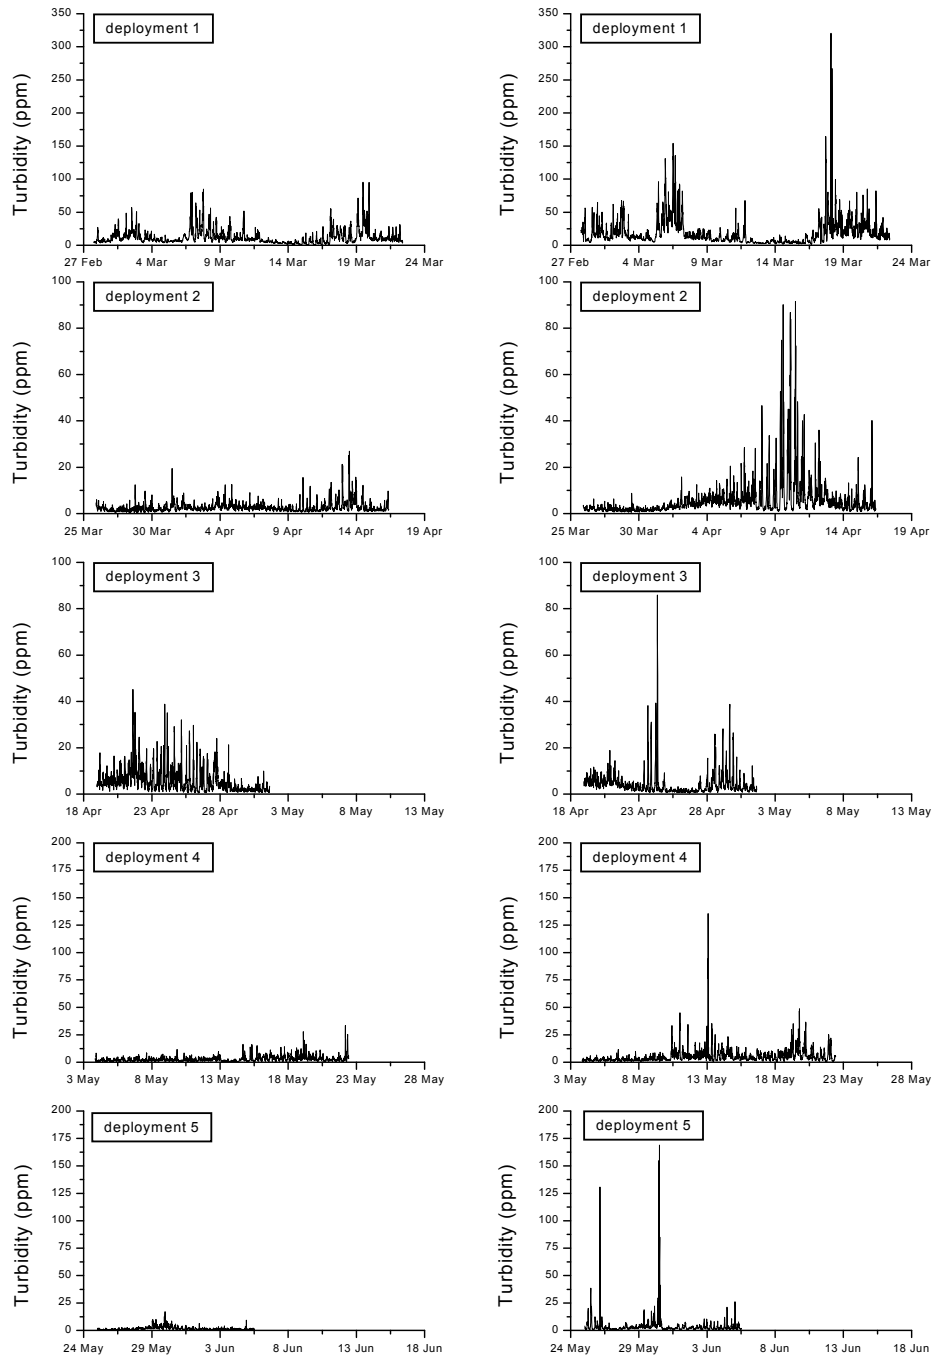 deployment 1
Turbidity (ppm)
350
300
250
200
150
100
50
0
27 Feb 4 Mar 9 Mar 14 Mar 19 Mar 24 Mar
deployment 1
Turbidity (ppm)
350
300
250
200
150
100
50
0
27 Feb 4 Mar 9 Mar 14 Mar 19 Mar 24 Mar
deployment 2
Turbidity (ppm)
100
80
60
40
20
0
25 Mar 30 Mar 4 Apr 9 Apr 14 Apr 19 Apr
deployment 2
Turbidity (ppm)
100
80
60
40
20
0
25 Mar 30 Mar 4 Apr 9 Apr 14 Apr 19 Apr
deployment 3
Turbidity (ppm)
100
80
60
40
20
0
18 Apr 23 Apr 28 Apr 3 May 8 May 13 May
deployment 3
Turbidity (ppm)
100
80
60
40
20
0
18 Apr 23 Apr 28 Apr 3 May 8 May 13 May
deployment 4
Turbidity (ppm)
200
175
150
125
100
75
50
25
0
3 May 8 May 13 May 18 May 23 May 28 May
deployment 4
Turbidity (ppm)
200
175
150
125
100
75
50
25
0
3 May 8 May 13 May 18 May 23 May 28 May
deployment 5
Turbidity (ppm)
200
175
150
125
100
75
50
25
0
24 May 29 May 3 Jun 8 Jun 13 Jun 18 Jun
deployment 5
Turbidity (ppm)
200
175
150
125
100
75
50
25
0
24 May 29 May 3 Jun 8 Jun 13 Jun 18 Jun